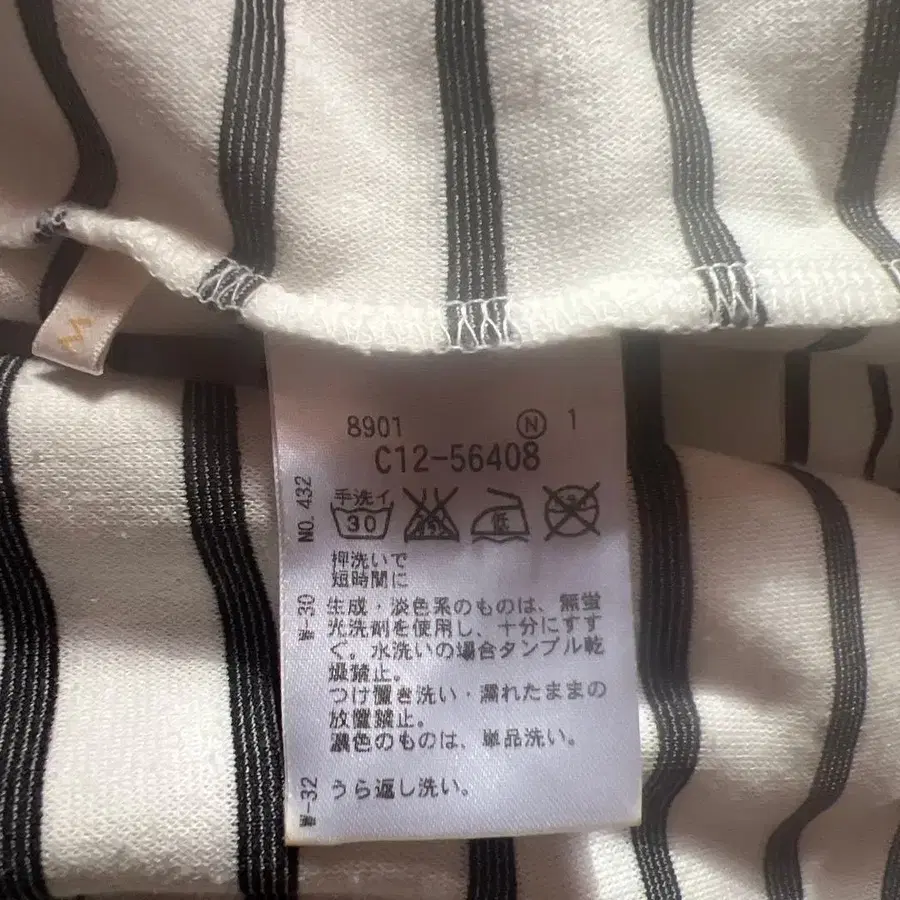 8901 Ⓝ 1
C12-56408
NO. 432
手洗イ
30
低
押洗いで
短時間に
W-30
生成・淡色系のものは、無蛍
光洗剤を使用し、十分にすす
ぐ。水洗いの場合タンブル乾
燥禁止。
つけ置き洗い・濡れたままの
放置禁止。
濃色のものは、単品洗い。
W-32
うら返し洗い。